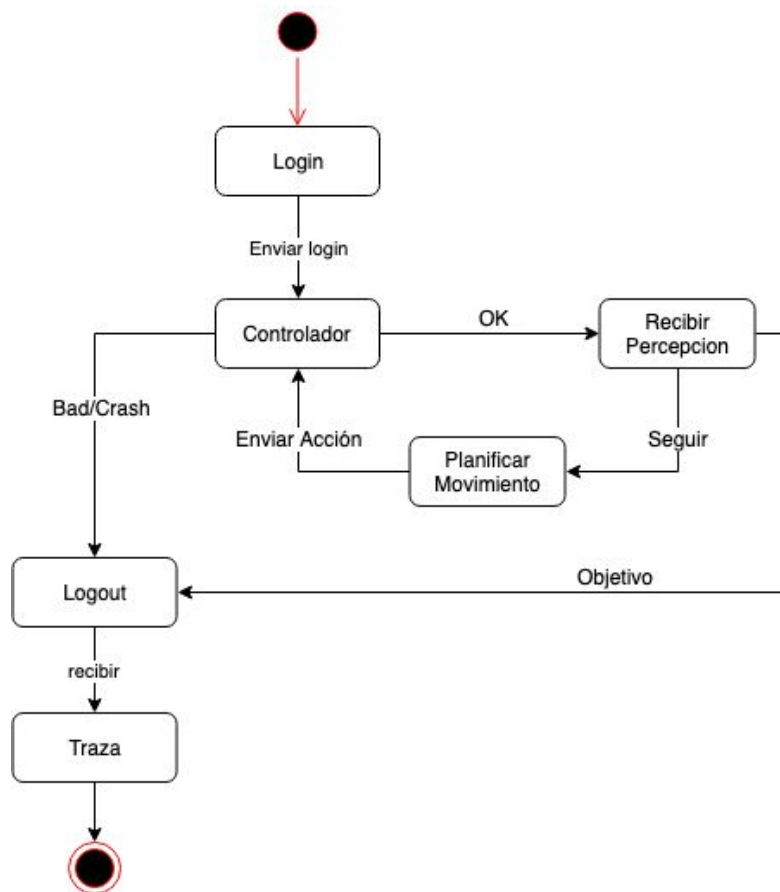 Login
Enviar login
Controlador
OK
Recibir
Percepcion
Bad/Crash
Enviar Acción
Planificar
Movimiento
Seguir
Logout
Objetivo
recibir
Traza